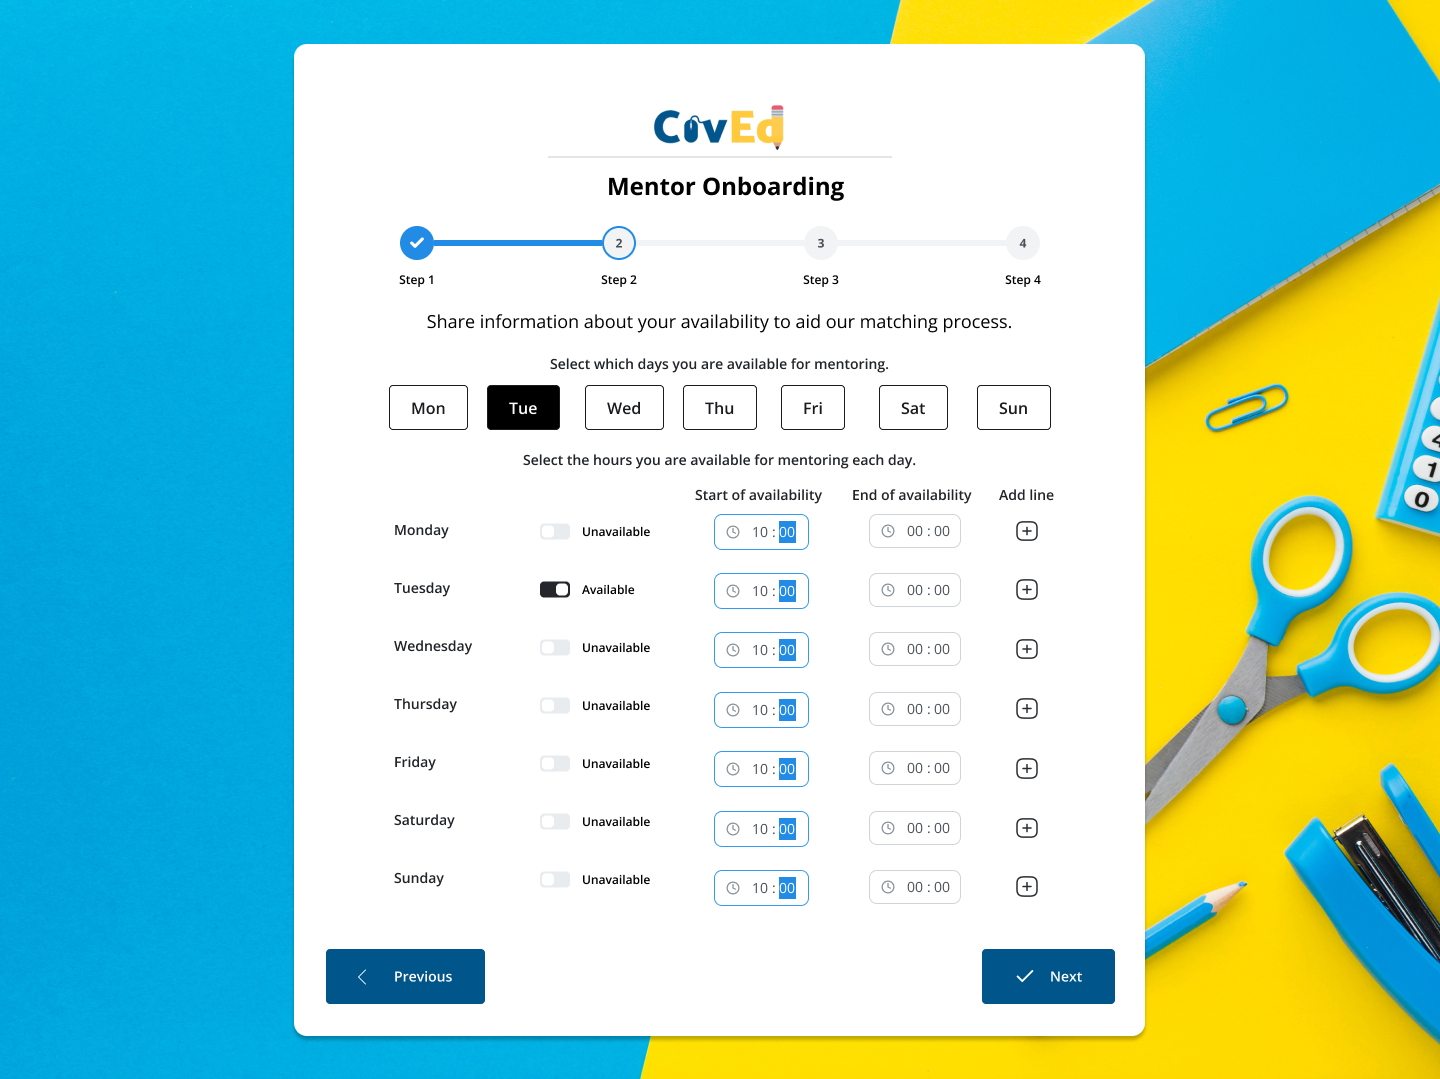 CovEd
Mentor Onboarding
2
3
4
Step 1
Step 2
Step 3
Step 4
Share information about your availability to aid our matching process.
Select which days you are available for mentoring.
Mon
Tue
Wed
Thu
Fri
Sat
Sun
Select the hours you are available for mentoring each day.
Start of availability
End of availability
Add line
Monday
Unavailable
10 : 00
00 : 00
Tuesday
Available
10 : 00
00 : 00
Wednesday
Unavailable
10 : 00
00 : 00
Thursday
Unavailable
10 : 00
00 : 00
Friday
Unavailable
10 : 00
00 : 00
Saturday
Unavailable
10 : 00
00 : 00
Sunday
Unavailable
10 : 00
00 : 00
Previous
Next
4
1
0